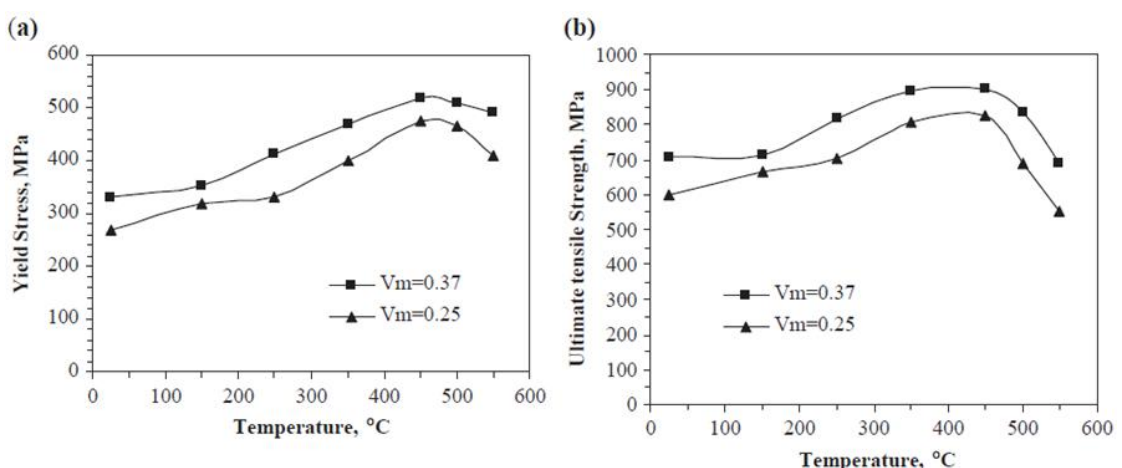 (a)
600
500
400
300
200
100
0
Yield Stress, MPa
Vm=0.37
Vm=0.25
0 100 200 300 400 500 600
Temperature, °C
(b)
1000
900
800
700
600
500
400
300
200
100
0
Ultimate tensile Strength, MPa
Vm=0.37
Vm=0.25
0 100 200 300 400 500 600
Temperature, °C